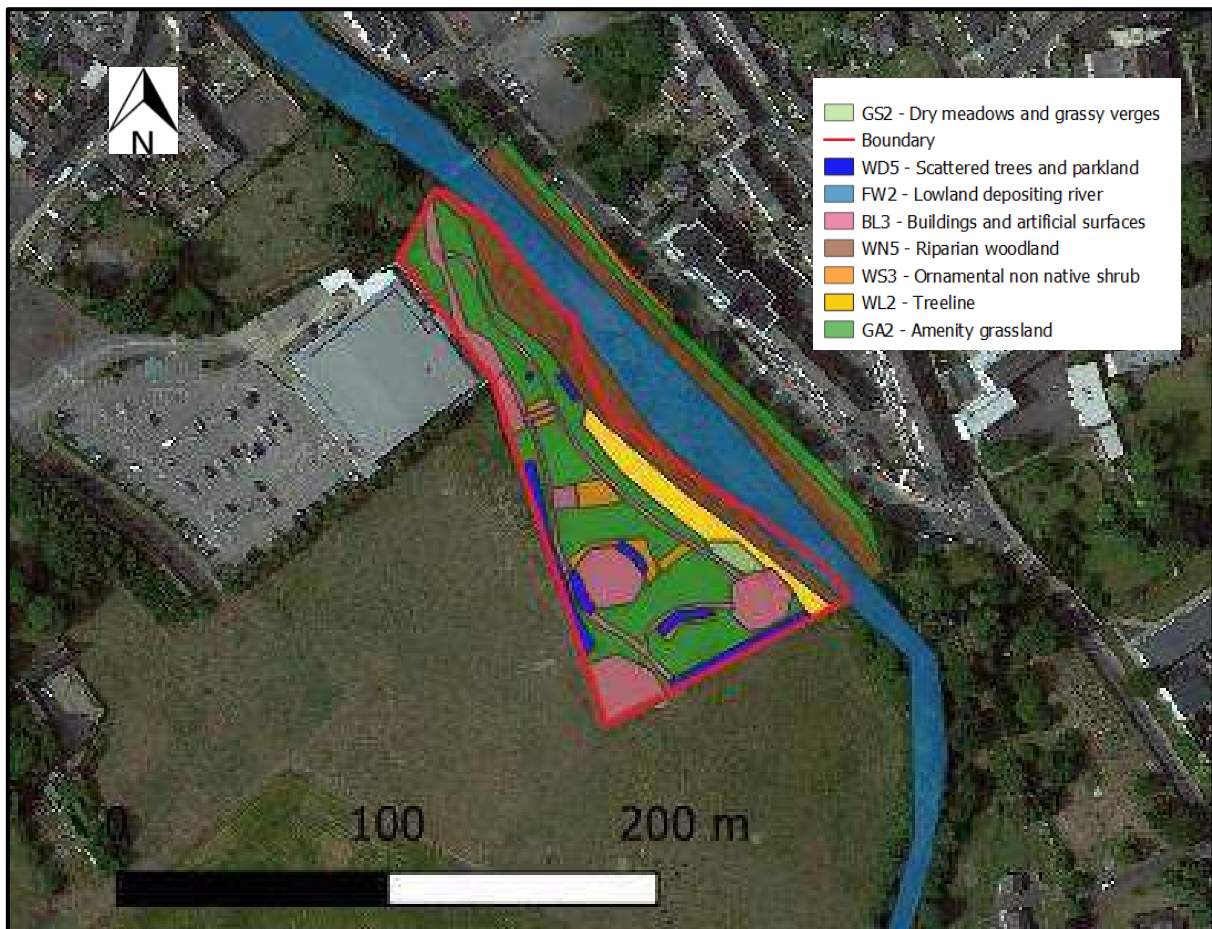 N
GS2 - Dry meadows and grassy verges
Boundary
WD5 - Scattered trees and parkland
FW2 - Lowland depositing river
BL3 - Buildings and artificial surfaces
WN5 - Riparian woodland
WS3 - Ornamental non native shrub
WL2 - Treeline
GA2 - Amenity grassland
0 100 200 m